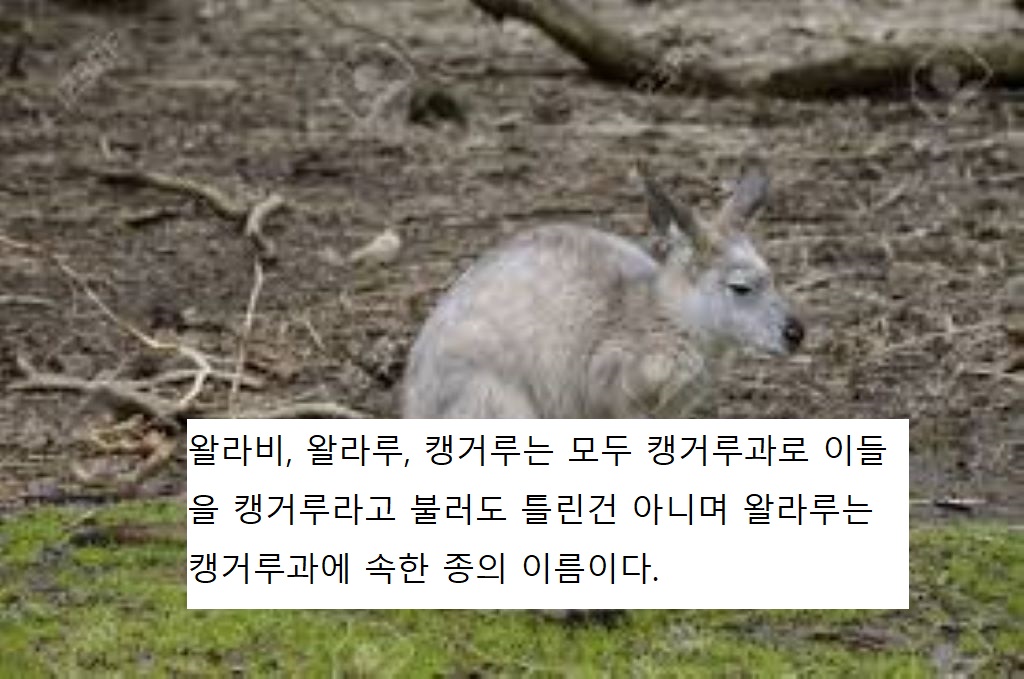 왈라비, 왈라루, 캥거루는 모두 캥거루과로 이들
을 캥거루라고 불러도 틀린건 아니며 왈라루는
캥거루과에 속한 종의 이름이다.